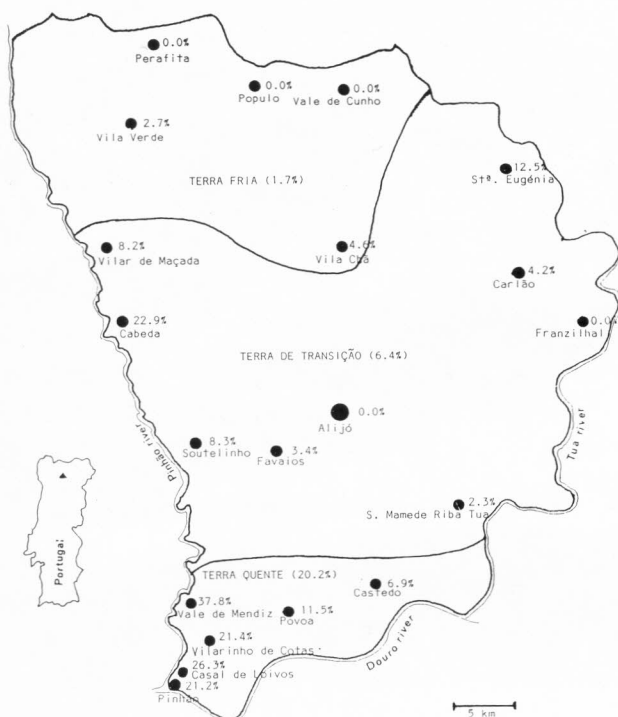 0.0%
Perafita
0.0%
Populo
0.0%
Vale de Cunho
2.7%
Vila Verde
12.5%
Stª. Eugénia
TERRA FRIA (1.7%)
8.2%
Vilar de Maçada
4.6%
Vila Chã
4.2%
Carlão
22.9%
Cabeda
0.0%
Franzilhal
TERRA DE TRANSIÇÃO (6.4%)
0.0%
Alijó
8.3%
Soutelinho
3.4%
Favaios
Pinhão river
Tua river
2.3%
S. Mamede Riba Tua
Portugal
TERRA QUENTE (20.2%)
6.9%
Castedo
37.8%
Vale de Mendiz
11.5%
Povoa
21.4%
Vilarinho de Cotas
Douro river
26.3%
Casal de Loivos
21.2%
Pinhão
5 km